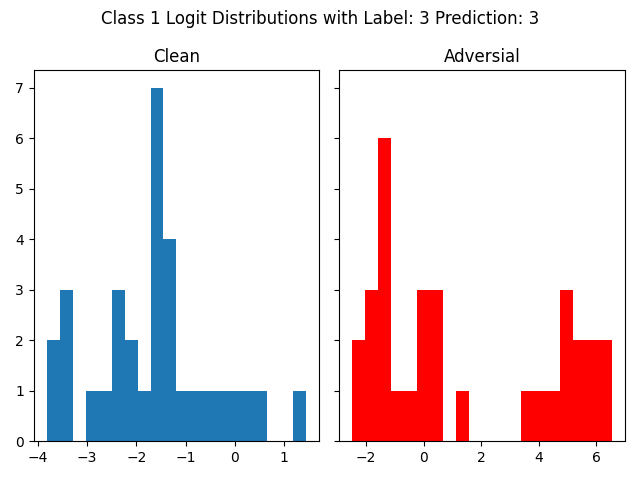 Class 1 Logit Distributions with Label: 3 Prediction: 3
Clean
Adversial
7
6
5
4
3
2
1
0
−4 −3 −2 −1 0 1
−2 0 2 4 6